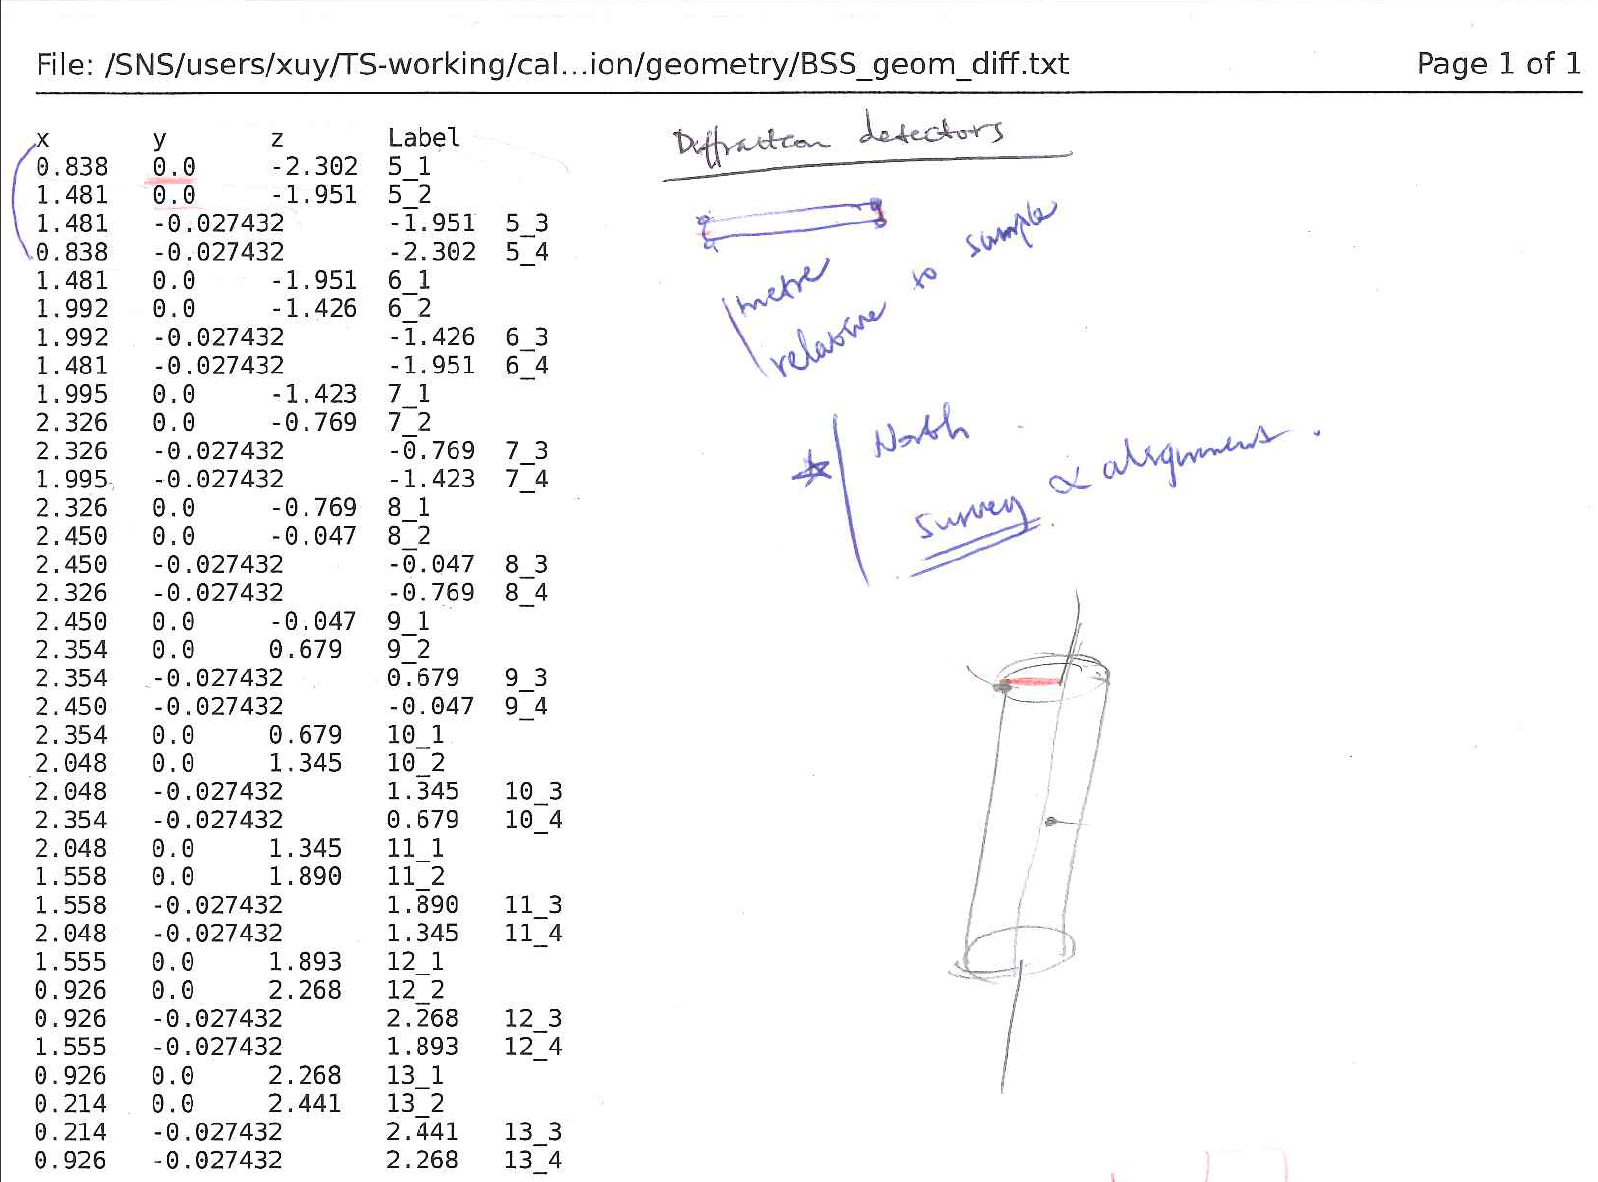 File: /SNS/users/xuy/TS-working/cal...ion/geometry/BSS_geom_diff.txt Page 1 of 1
x y z Label
0.838 0.0 -2.302 5_1
1.481 0.0 -1.951 5_2
1.481 -0.027432 -1.951 5_3
0.838 -0.027432 -2.302 5_4
1.481 0.0 -1.951 6_1
1.992 0.0 -1.426 6_2
1.992 -0.027432 -1.426 6_3
1.481 -0.027432 -1.951 6_4
1.995 0.0 -1.423 7_1
2.326 0.0 -0.769 7_2
2.326 -0.027432 -0.769 7_3
1.995 -0.027432 -1.423 7_4
2.326 0.0 -0.769 8_1
2.450 0.0 -0.047 8_2
2.450 -0.027432 -0.047 8_3
2.326 -0.027432 -0.769 8_4
2.450 0.0 -0.047 9_1
2.354 0.0 0.679 9_2
2.354 -0.027432 0.679 9_3
2.450 -0.027432 -0.047 9_4
2.354 0.0 0.679 10_1
2.048 0.0 1.345 10_2
2.048 -0.027432 1.345 10_3
2.354 -0.027432 0.679 10_4
2.048 0.0 1.345 11_1
1.558 0.0 1.890 11_2
1.558 -0.027432 1.890 11_3
2.048 -0.027432 1.345 11_4
1.555 0.0 1.893 12_1
0.926 0.0 2.268 12_2
0.926 -0.027432 2.268 12_3
1.555 -0.027432 1.893 12_4
0.926 0.0 2.268 13_1
0.214 0.0 2.441 13_2
0.214 -0.027432 2.441 13_3
0.926 -0.027432 2.268 13_4
Diffraction detectors
metre
relative to sample
North
Survey & alignment.